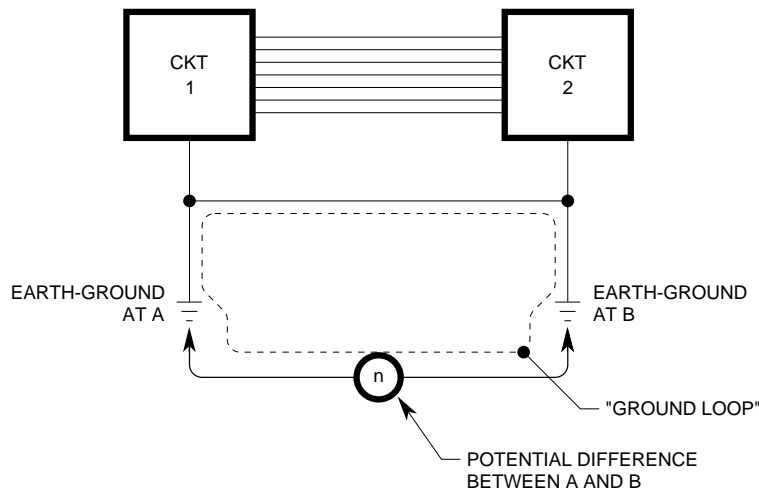 CKT
1
CKT
2
EARTH-GROUND
AT A
EARTH-GROUND
AT B
n
"GROUND LOOP"
POTENTIAL DIFFERENCE
BETWEEN A AND B